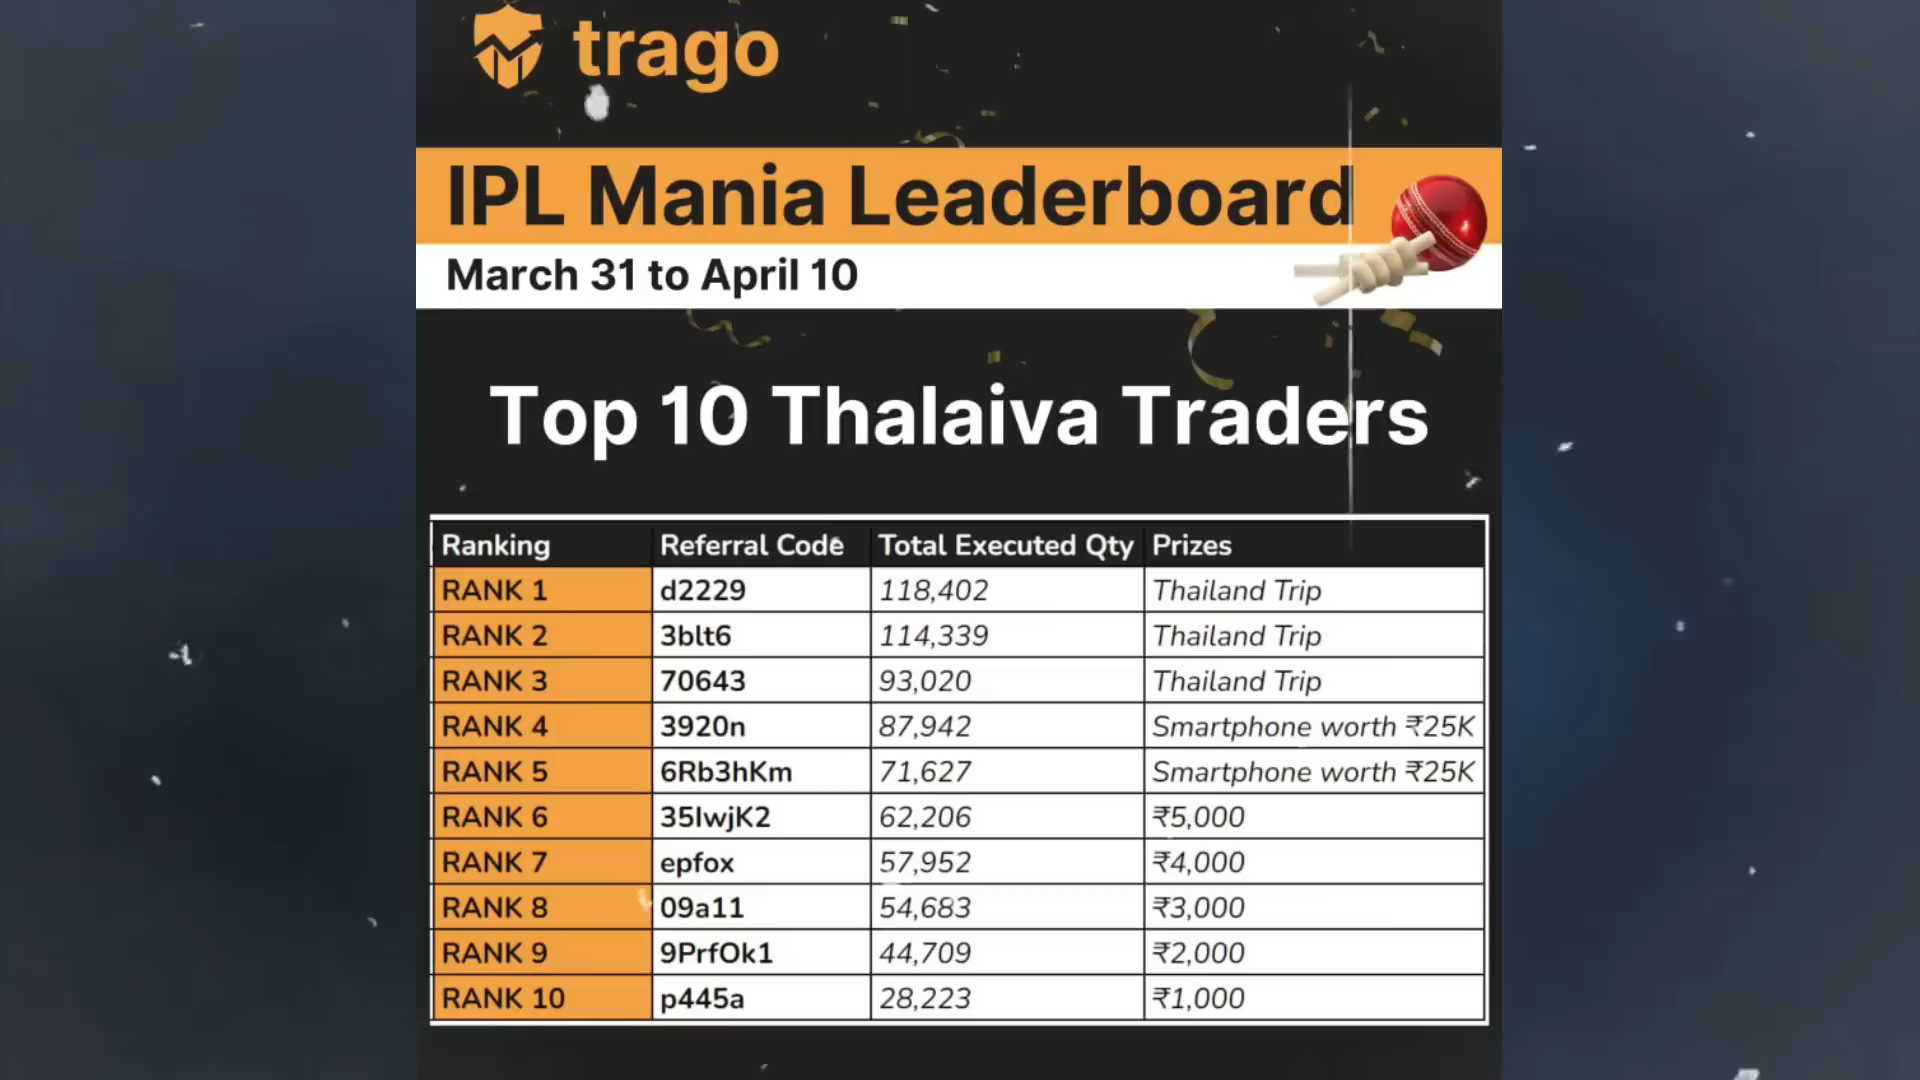 trago
IPL Mania Leaderboard
March 31 to April 10
Top 10 Thalaiva Traders
Ranking Referral Code Total Executed Qty Prizes
RANK 1 d2229 118,402 Thailand Trip
RANK 2 3blt6 114,339 Thailand Trip
RANK 3 70643 93,020 Thailand Trip
RANK 4 3920n 87,942 Smartphone worth ₹25K
RANK 5 6Rb3hKm 71,627 Smartphone worth ₹25K
RANK 6 35IwjK2 62,206 ₹5,000
RANK 7 epfox 57,952 ₹4,000
RANK 8 09a11 54,683 ₹3,000
RANK 9 9PrfOk1 44,709 ₹2,000
RANK 10 p445a 28,223 ₹1,000